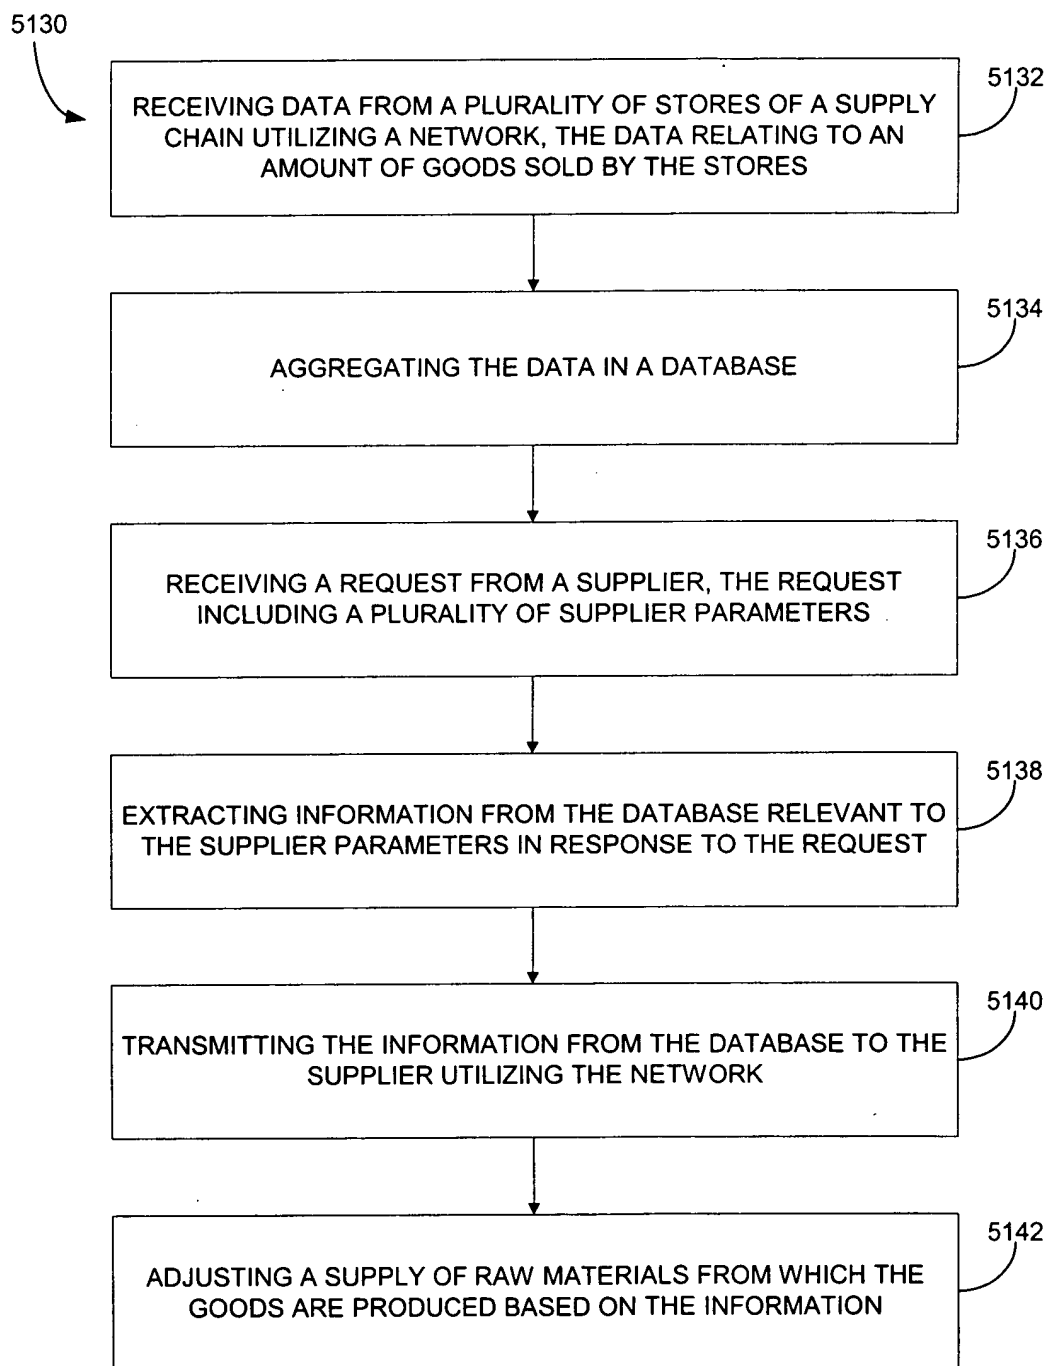 5130
5132
RECEIVING DATA FROM A PLURALITY OF STORES OF A SUPPLY
CHAIN UTILIZING A NETWORK, THE DATA RELATING TO AN
AMOUNT OF GOODS SOLD BY THE STORES
5134
AGGREGATING THE DATA IN A DATABASE
5136
RECEIVING A REQUEST FROM A SUPPLIER, THE REQUEST
INCLUDING A PLURALITY OF SUPPLIER PARAMETERS
5138
EXTRACTING INFORMATION FROM THE DATABASE RELEVANT TO
THE SUPPLIER PARAMETERS IN RESPONSE TO THE REQUEST
5140
TRANSMITTING THE INFORMATION FROM THE DATABASE TO THE
SUPPLIER UTILIZING THE NETWORK
5142
ADJUSTING A SUPPLY OF RAW MATERIALS FROM WHICH THE
GOODS ARE PRODUCED BASED ON THE INFORMATION